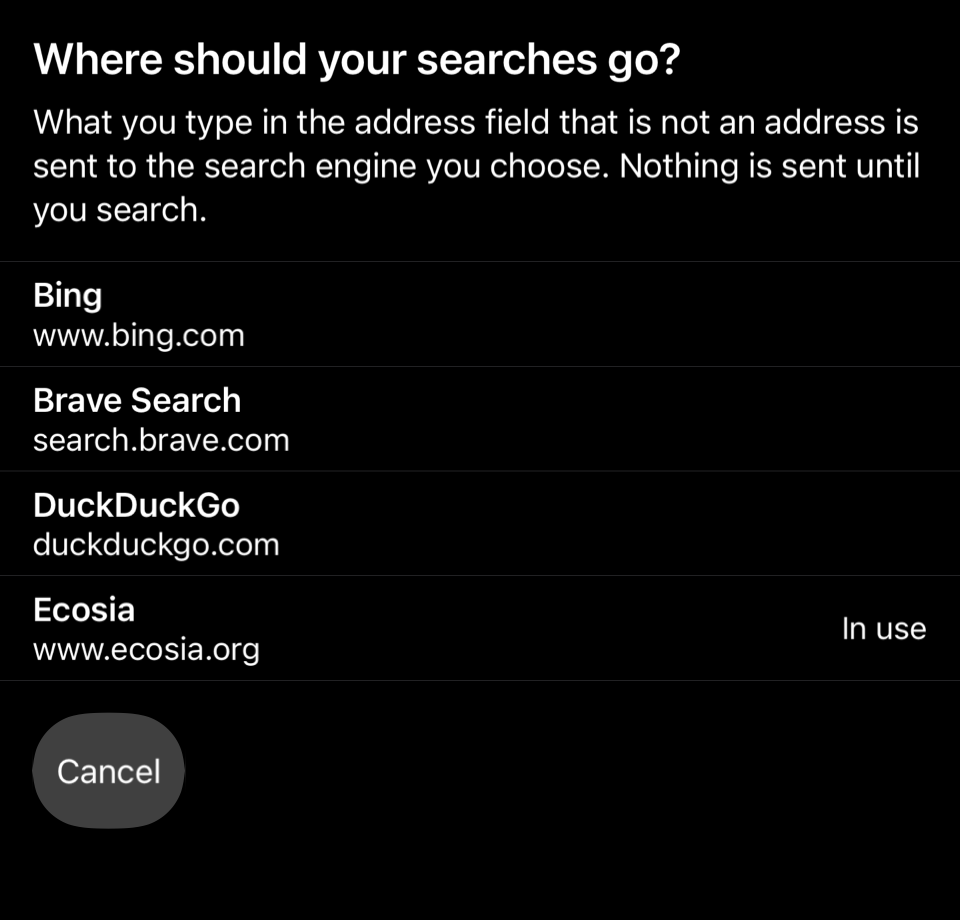 Where should your searches go?
What you type in the address field that is not an address is
sent to the search engine you choose. Nothing is sent until
you search.
Bing
www.bing.com
Brave Search
search.brave.com
DuckDuckGo
duckduckgo.com
Ecosia
www.ecosia.org
In use
Cancel